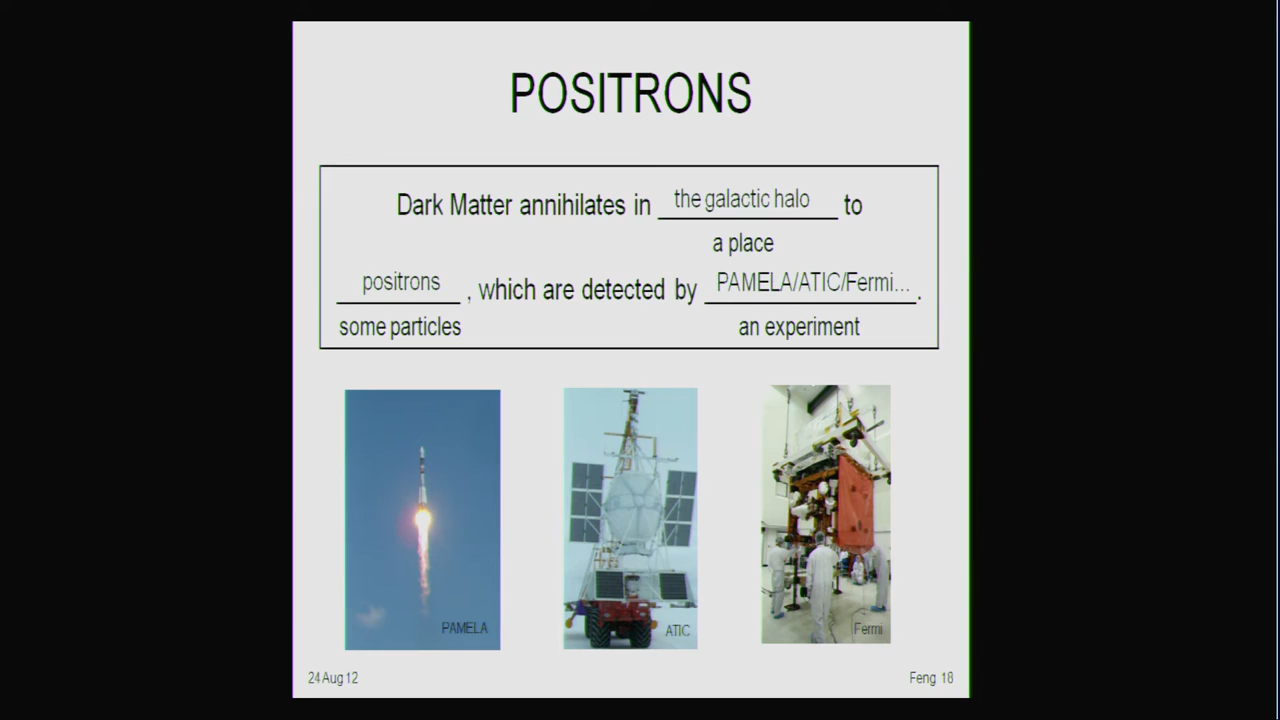 POSITRONS
Dark Matter annihilates in the galactic halo to
a place
positrons , which are detected by PAMELA/ATIC/Fermi... .
some particles an experiment
PAMELA
ATIC
Fermi
24 Aug 12
Feng 18